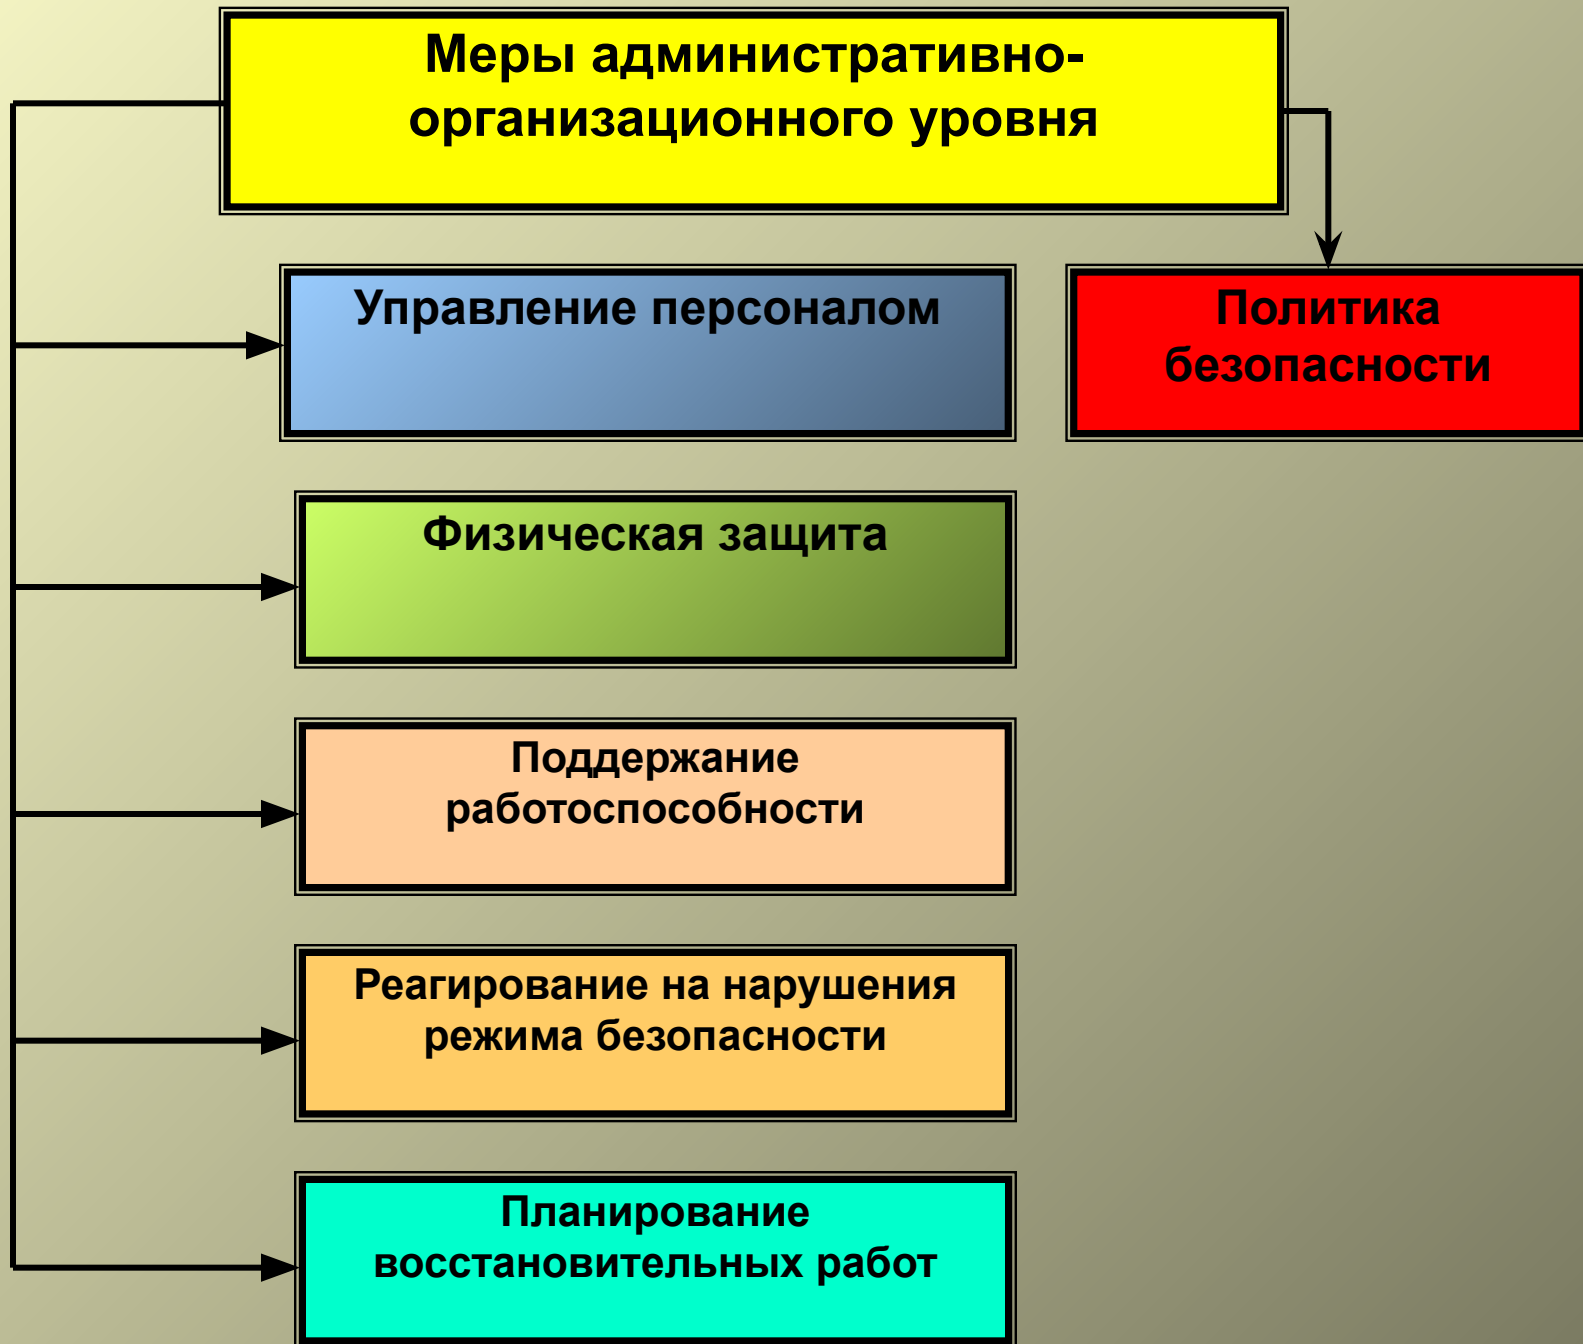 Меры административно-
организационного уровня
Управление персоналом
Политика
безопасности
Физическая защита
Поддержание
работоспособности
Реагирование на нарушения
режима безопасности
Планирование
восстановительных работ